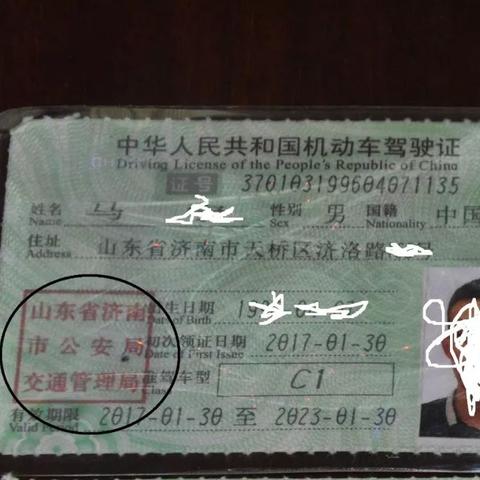 中华人民共和国机动车驾驶证
Driving License of the People's Republic of China
证号 370103199604071135
姓名 性别 男 国籍 中国
Name Sex Nationality
住址 山东省济南市天桥区济洛路
Address
山东省济南 出生日期
Date of Birth
市公安局 初次领证日期 2017-01-30
Date of First Issue
交通管理局 准驾车型 C1
Class
有效期限 2017-01-30 至 2023-01-30
Valid Period